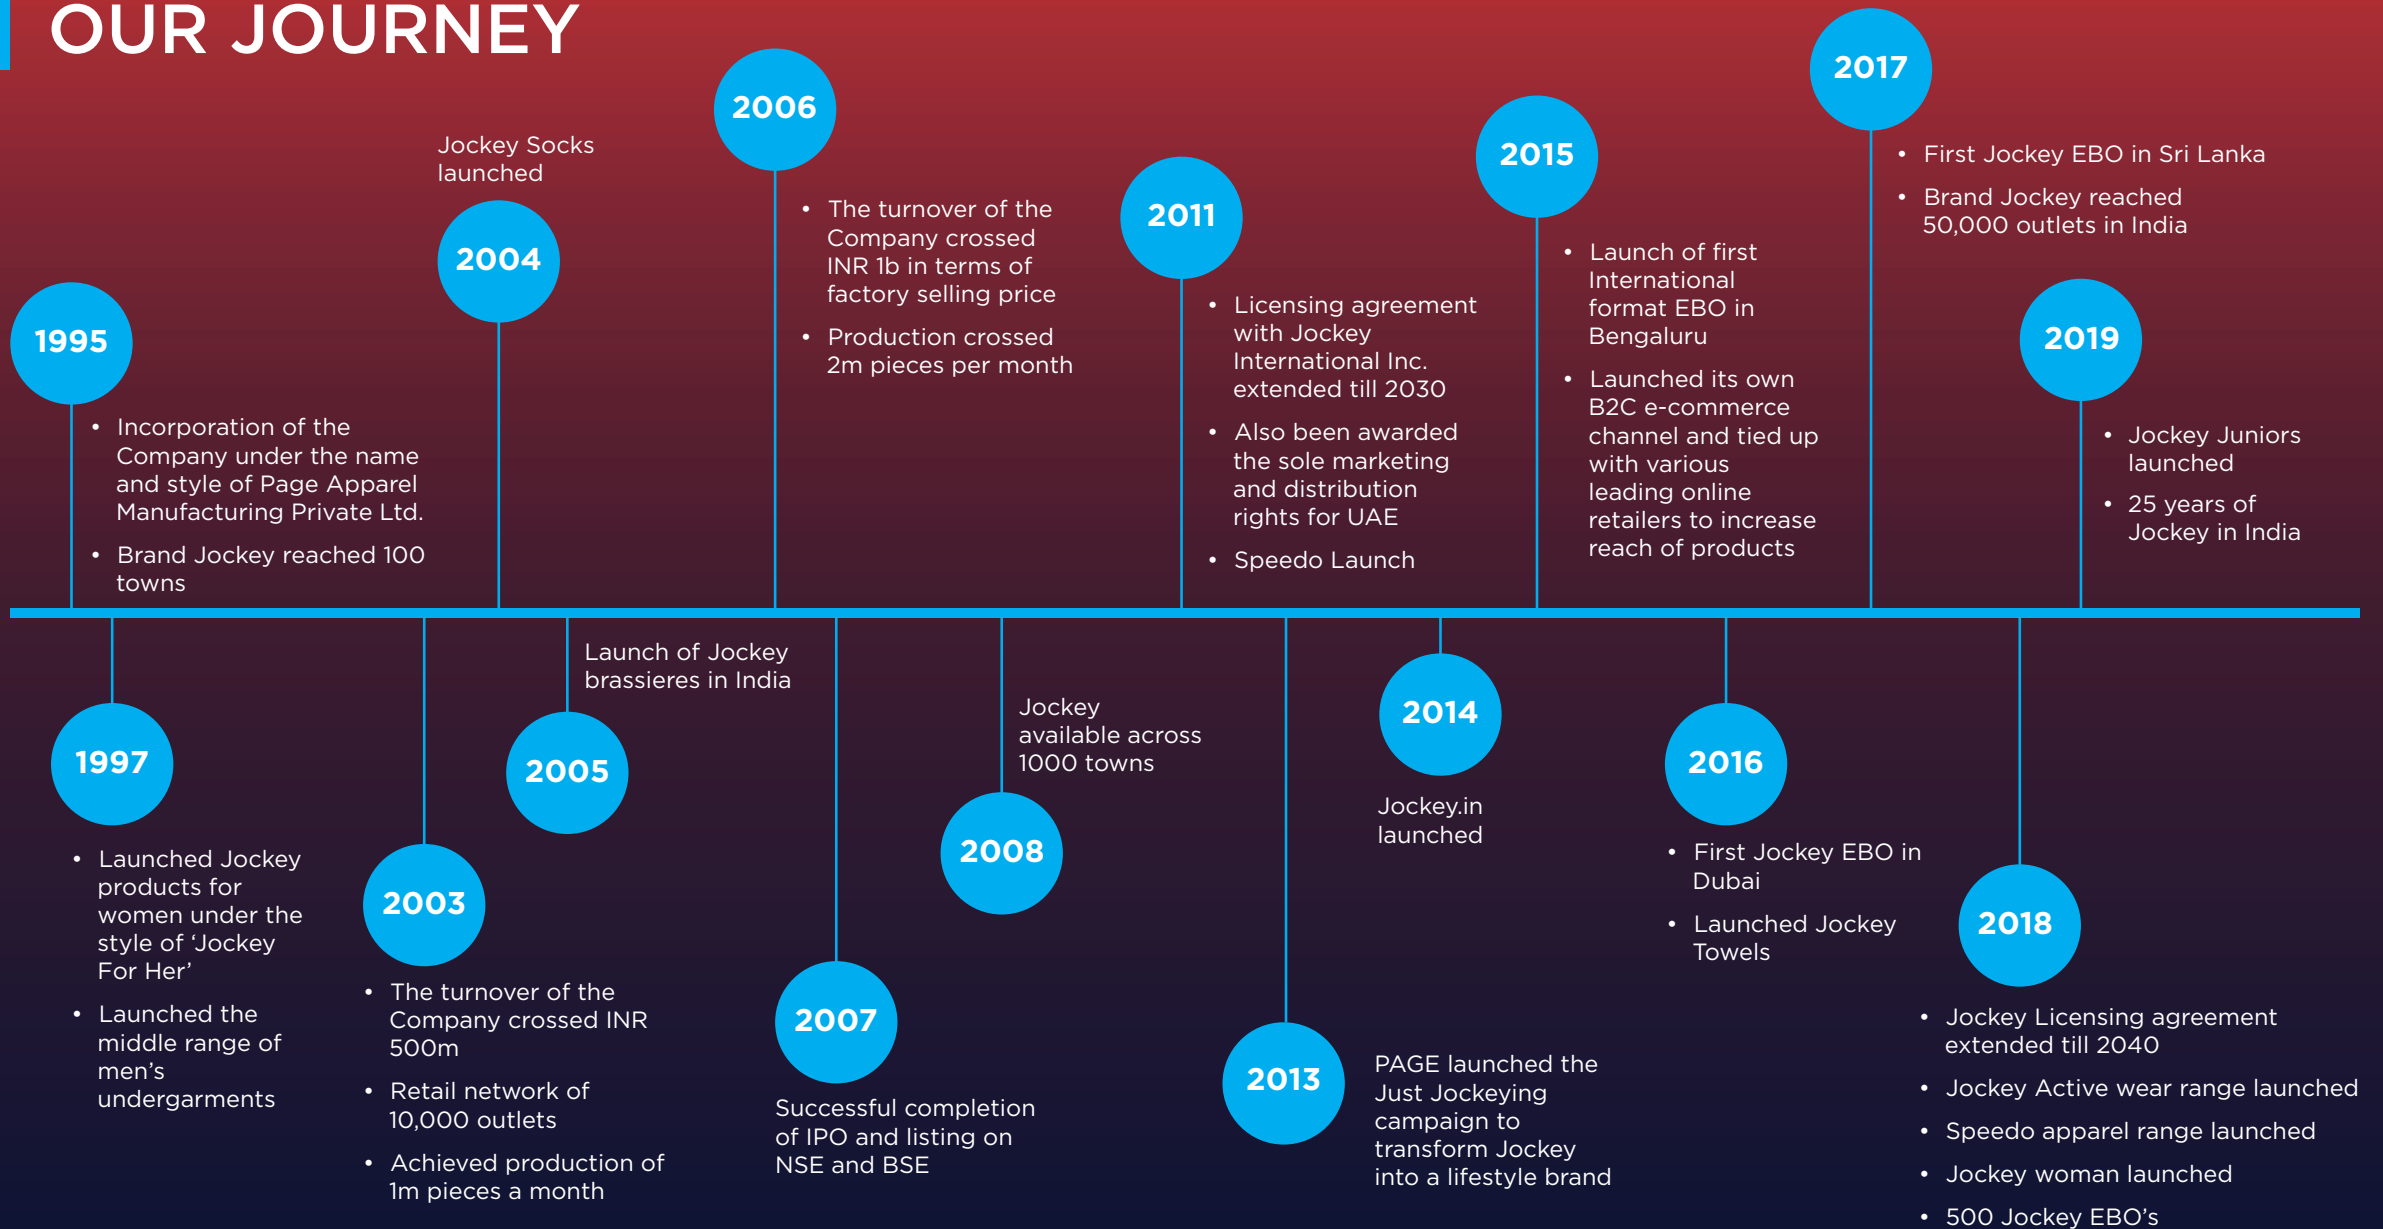 OUR JOURNEY
1995
• Incorporation of the
Company under the name
and style of Page Apparel
Manufacturing Private Ltd.
• Brand Jockey reached 100
towns
1997
• Launched Jockey
products for
women under the
style of ‘Jockey
For Her’
• Launched the
middle range of
men’s
undergarments
2003
• The turnover of the
Company crossed INR
500m
• Retail network of
10,000 outlets
• Achieved production of
1m pieces a month
Jockey Socks
launched
2004
Launch of Jockey
brassieres in India
2005
2006
• The turnover of the
Company crossed
INR 1b in terms of
factory selling price
• Production crossed
2m pieces per month
2007
Successful completion
of IPO and listing on
NSE and BSE
Jockey
available across
1000 towns
2008
2011
• Licensing agreement
with Jockey
International Inc.
extended till 2030
• Also been awarded
the sole marketing
and distribution
rights for UAE
• Speedo Launch
2013
PAGE launched the
Just Jockeying
campaign to
transform Jockey
into a lifestyle brand
2014
Jockey.in
launched
2015
• Launch of first
International
format EBO in
Bengaluru
• Launched its own
B2C e-commerce
channel and tied up
with various
leading online
retailers to increase
reach of products
2016
• First Jockey EBO in
Dubai
• Launched Jockey
Towels
2017
• First Jockey EBO in Sri Lanka
• Brand Jockey reached
50,000 outlets in India
2018
• Jockey Licensing agreement
extended till 2040
• Jockey Active wear range launched
• Speedo apparel range launched
• Jockey woman launched
• 500 Jockey EBO’s
2019
• Jockey Juniors
launched
• 25 years of
Jockey in India